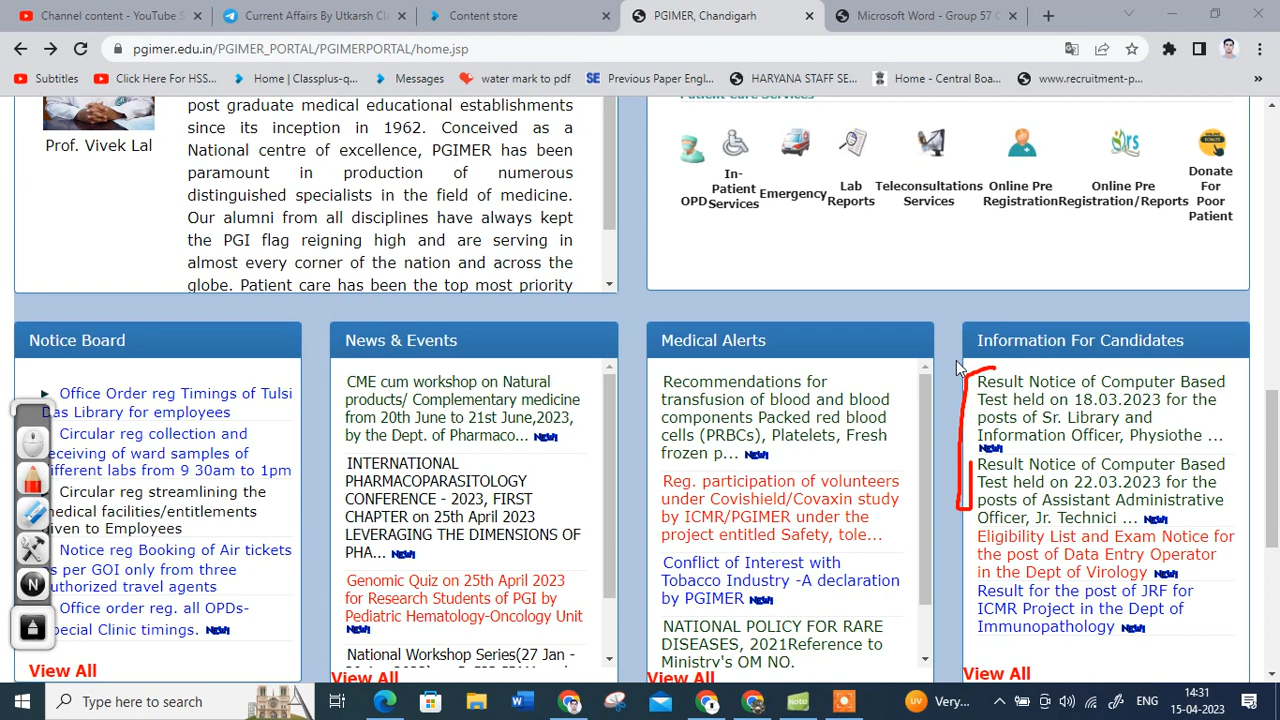 Channel content - YouTube S
Current Affairs By Utkarsh Cl
Content store
PGIMER, Chandigarh
Microsoft Word - Group 57 C
pgimer.edu.in/PGIMER_PORTAL/PGIMERPORTAL/home.jsp
Subtitles
Click Here For HSS...
Home | Classplus-q...
Messages
water mark to pdf
Previous Paper Engl...
HARYANA STAFF SE...
Home - Central Boa...
www.recruitment-p...
»
Prof. Vivek Lal
post graduate medical educational establishments
since its inception in 1962. Conceived as a
National centre of excellence, PGIMER has been
paramount in production of numerous
distinguished specialists in the field of medicine.
Our alumni from all disciplines have always kept
the PGI flag reigning high and are serving in
almost every corner of the nation and across the
globe. Patient care has been the top most priority
Patient Care Services
OPD
In-
Patient
Services
Emergency
Lab
Reports
Teleconsultations
Services
Online Pre
Registration
Online Pre
Registration/Reports
Donate
For
Poor
Patient
Notice Board
Office Order reg Timings of Tulsi
Das Library for employees
Circular reg collection and
receiving of ward samples of
different labs from 9 30am to 1pm
Circular reg streamlining the
medical facilities/entitlements
given to Employees
Notice reg Booking of Air tickets
as per GOI only from three
authorized travel agents
Office order reg. all OPDs-
Special Clinic timings. NEW!
View All
News & Events
CME cum workshop on Natural
products/ Complementary medicine
from 20th June to 21st June,2023,
by the Dept. of Pharmaco... NEW!
INTERNATIONAL
PHARMACOPARASITOLOGY
CONFERENCE - 2023, FIRST
CHAPTER on 25th April 2023
LEVERAGING THE DIMENSIONS OF
PHA... NEW!
Genomic Quiz on 25th April 2023
for Research Students of PGI by
Pediatric Hematology-Oncology Unit
NEW!
National Workshop Series(27 Jan -
View All
Medical Alerts
Recommendations for
transfusion of blood and blood
components Packed red blood
cells (PRBCs), Platelets, Fresh
frozen p... NEW!
Reg. participation of volunteers
under Covishield/Covaxin study
by ICMR/PGIMER under the
project entitled Safety, tole...
Conflict of Interest with
Tobacco Industry -A declaration
by PGIMER NEW!
NATIONAL POLICY FOR RARE
DISEASES, 2021Reference to
Ministry's OM NO.
View All
Information For Candidates
Result Notice of Computer Based
Test held on 18.03.2023 for the
posts of Sr. Library and
Information Officer, Physiothe ...
NEW!
Result Notice of Computer Based
Test held on 22.03.2023 for the
posts of Assistant Administrative
Officer, Jr. Technici ... NEW!
Eligibility List and Exam Notice for
the post of Data Entry Operator
in the Dept of Virology NEW!
Result for the post of JRF for
ICMR Project in the Dept of
Immunopathology NEW!
View All
Type here to search
Very...
ENG
14:31
15-04-2023